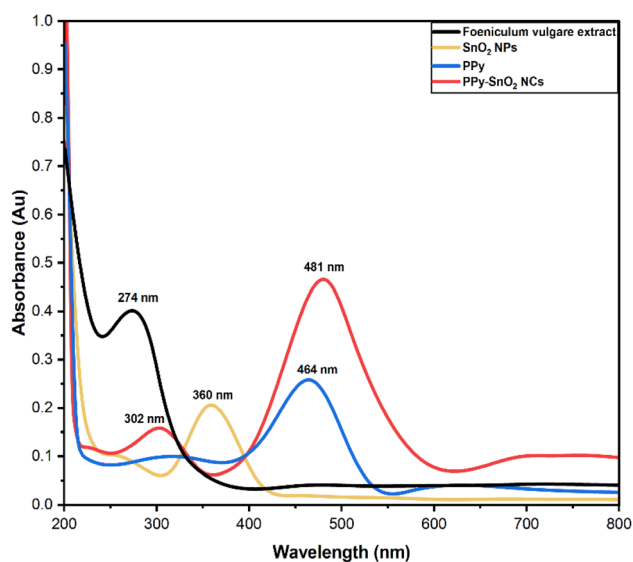 1.0
0.9
0.8
0.7
0.6
0.5
0.4
0.3
0.2
0.1
0.0
Absorbance (Au)
Foeniculum vulgare extract
SnO₂ NPs
PPy
PPy-SnO₂ NCs
274 nm
302 nm
360 nm
464 nm
481 nm
200 300 400 500 600 700 800
Wavelength (nm)